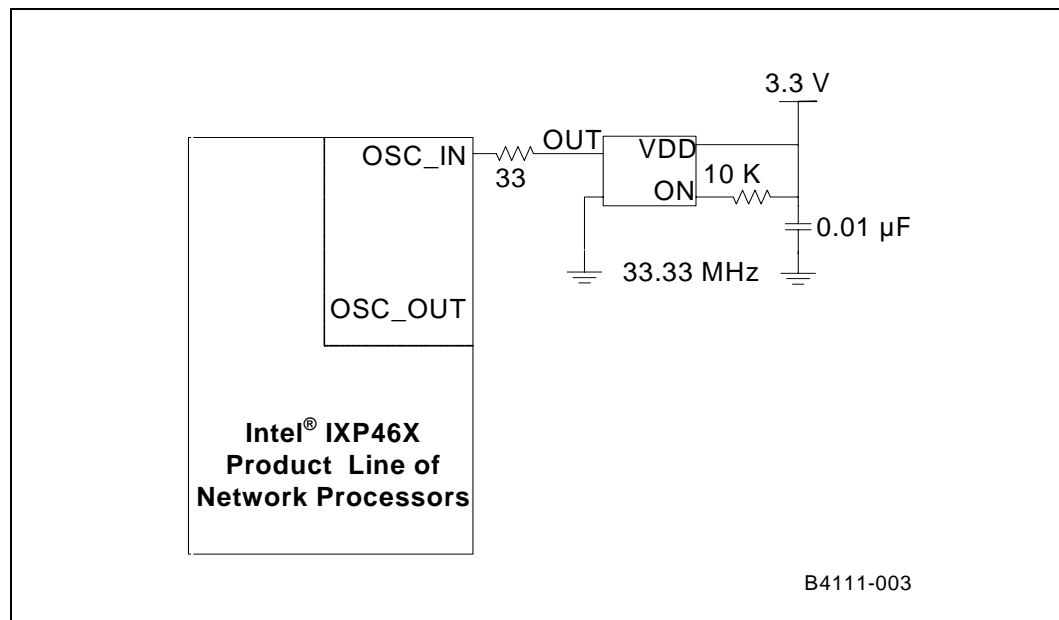 3.3 V
OSC_IN
OUT
VDD
33
10 K
ON
0.01 µF
33.33 MHz
OSC_OUT
Intel® IXP46X
Product Line of
Network Processors
B4111-003